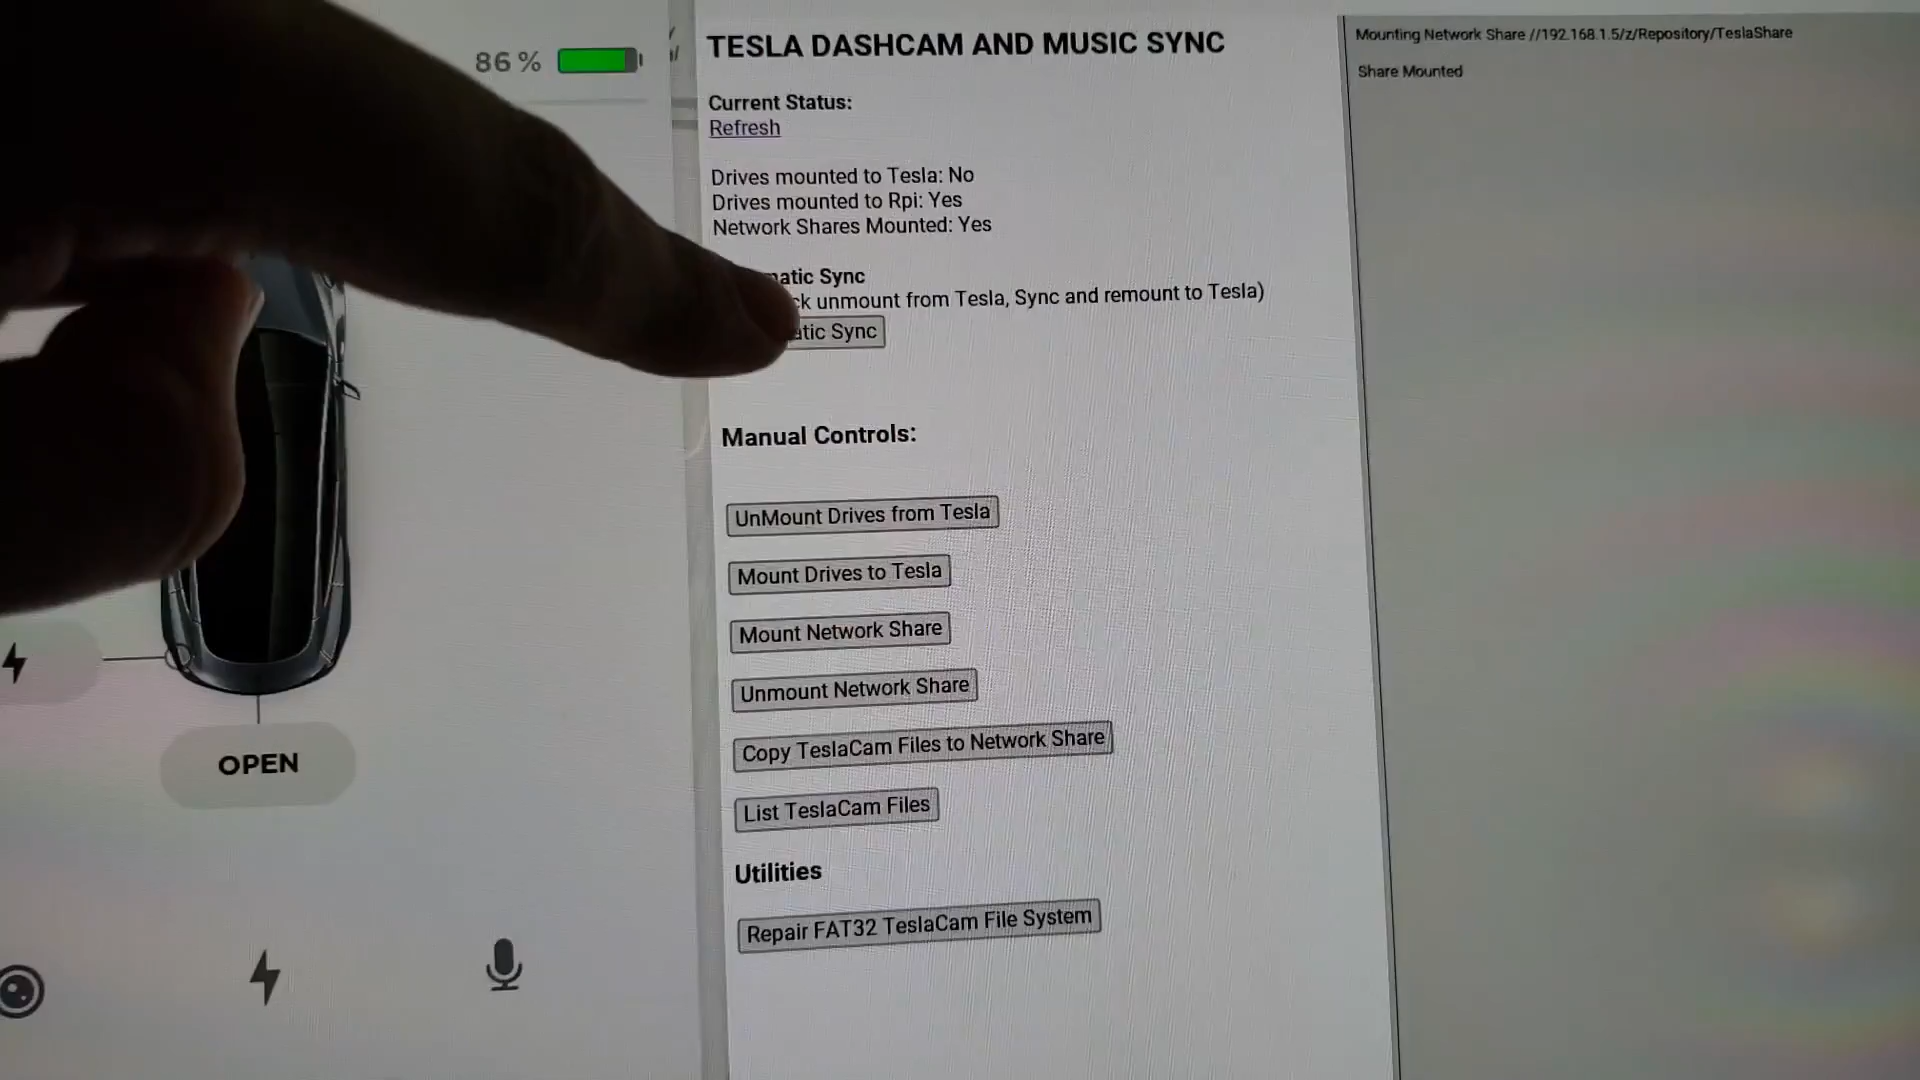 86 %
OPEN
TESLA DASHCAM AND MUSIC SYNC
Current Status:
Refresh
Drives mounted to Tesla: No
Drives mounted to Rpi: Yes
Network Shares Mounted: Yes
Sync
unmount from Tesla, Sync and remount to Tesla)
Sync
Manual Controls:
UnMount Drives from Tesla
Mount Drives to Tesla
Mount Network Share
Unmount Network Share
Copy TeslaCam Files to Network Share
List TeslaCam Files
Utilities
Repair FAT32 TeslaCam File System
Mounting Network Share //192.168.1.5/z/Repository/TeslaShare
Share Mounted